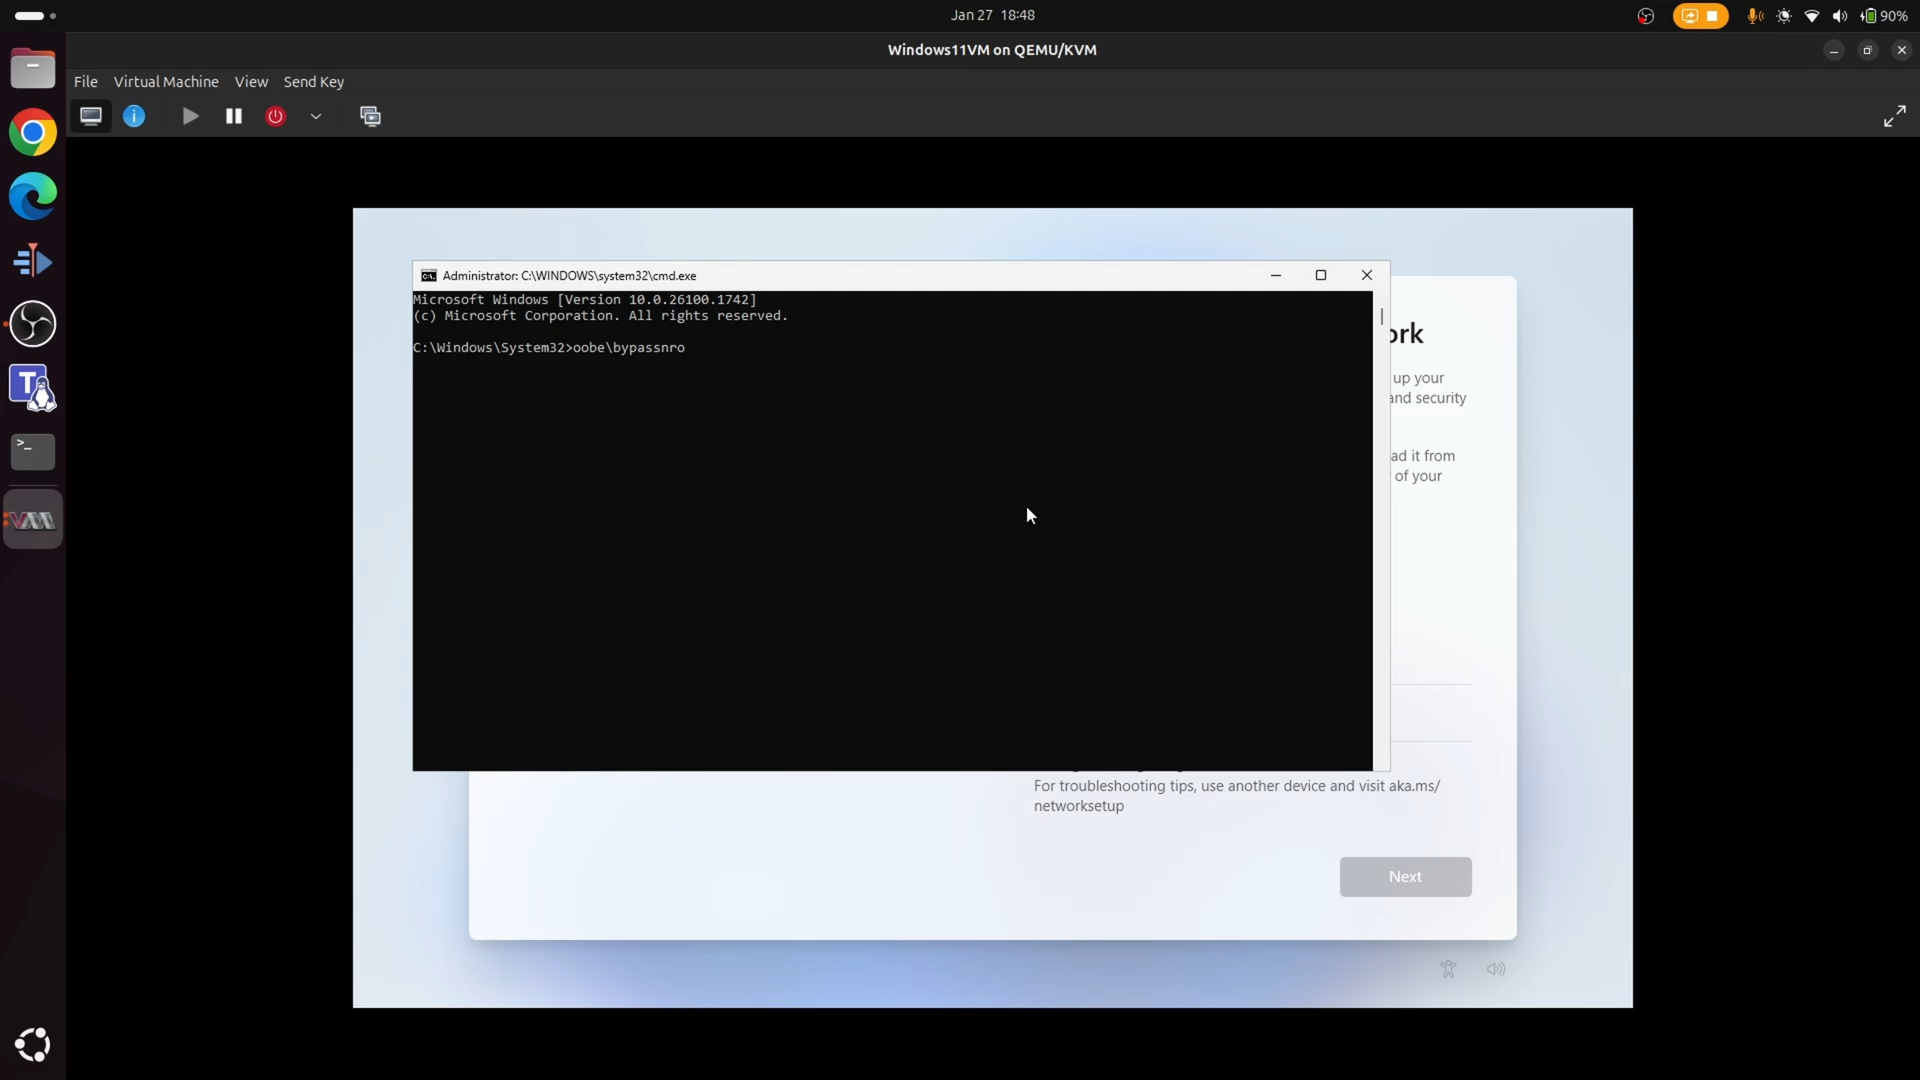 Jan 27 18:48
90%
Windows11VM on QEMU/KVM
File Virtual Machine View Send Key
Administrator: C:\WINDOWS\system32\cmd.exe
Microsoft Windows [Version 10.0.26100.1742]
(c) Microsoft Corporation. All rights reserved.
C:\Windows\System32>oobe\bypassnro
ork
up your
and security
ad it from
of your
For troubleshooting tips, use another device and visit aka.ms/
networksetup
Next